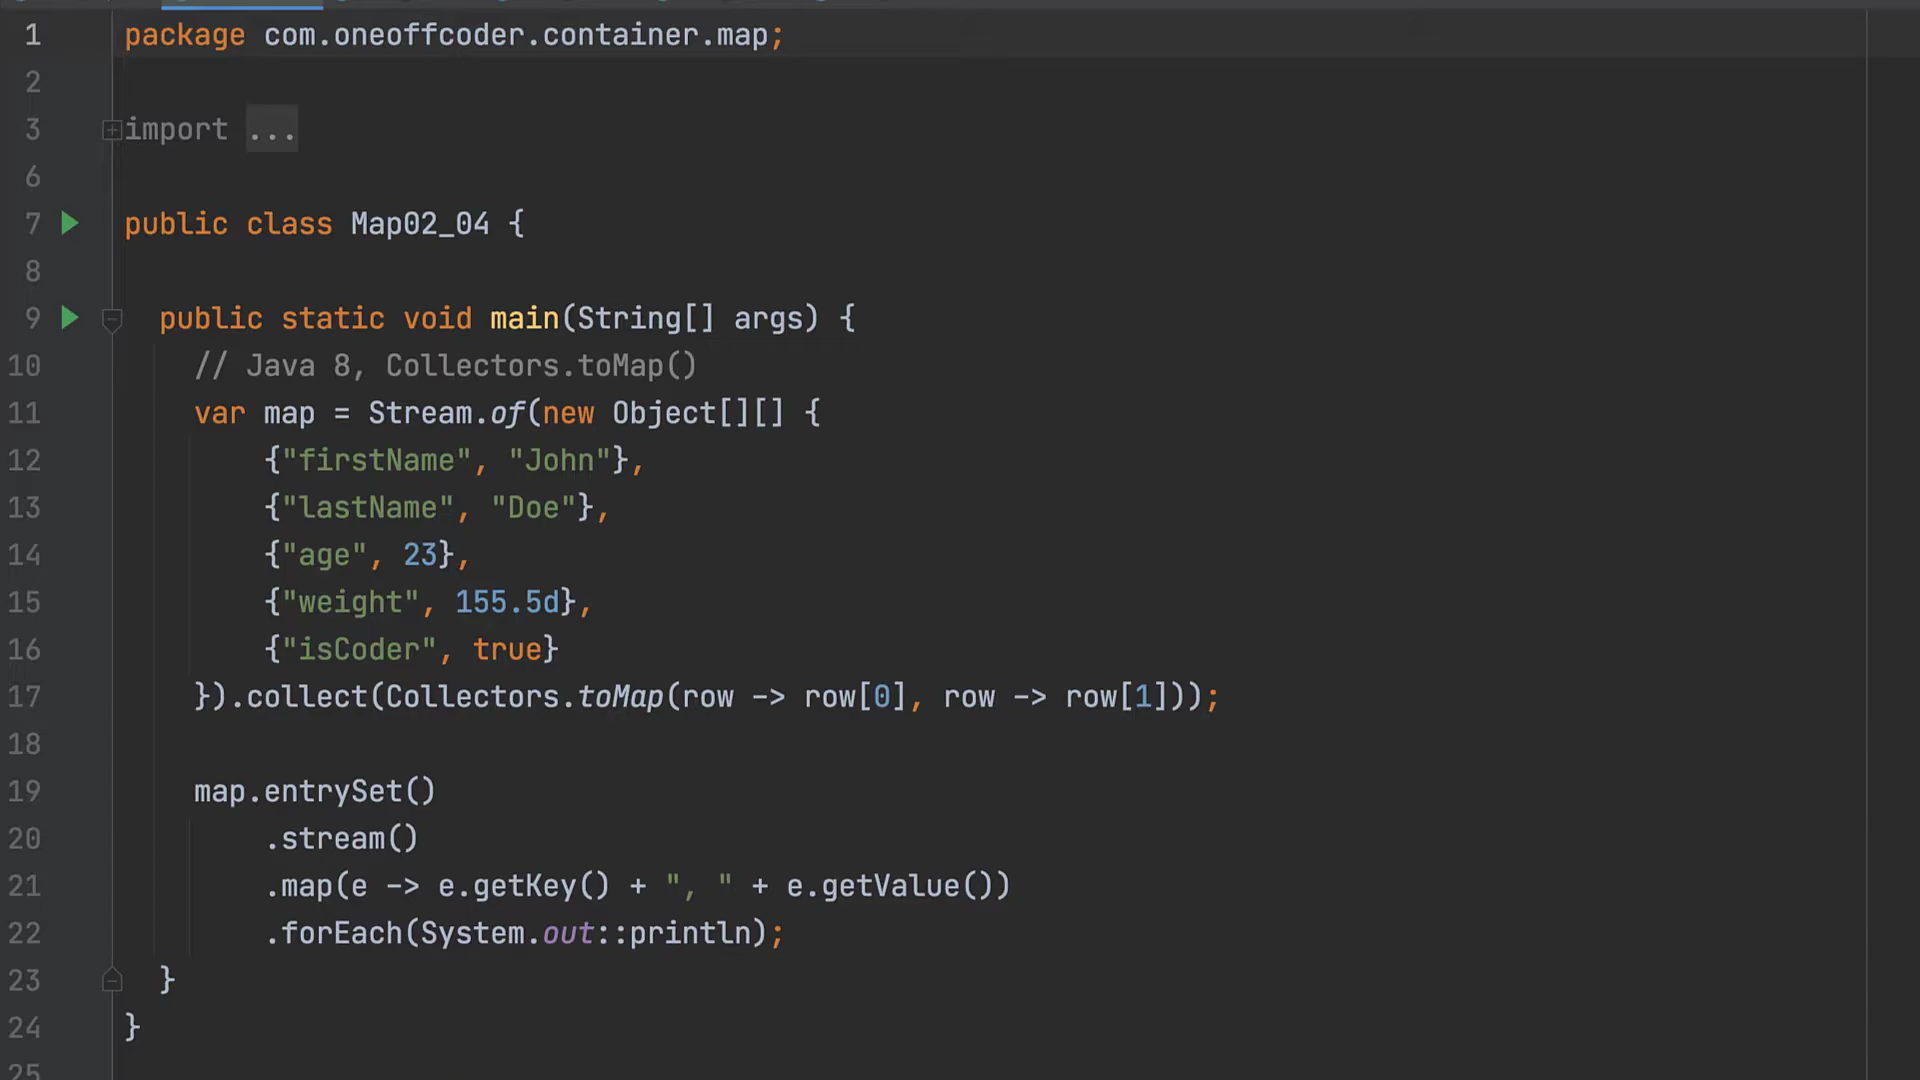 1 package com.oneoffcoder.container.map;
2
3 import ...
6
7 public class Map02_04 {
8
9 public static void main(String[] args) {
10 // Java 8, Collectors.toMap()
11 var map = Stream.of(new Object[][] {
12 {"firstName", "John"},
13 {"lastName", "Doe"},
14 {"age", 23},
15 {"weight", 155.5d},
16 {"isCoder", true}
17 }).collect(Collectors.toMap(row -> row[0], row -> row[1]));
18
19 map.entrySet()
20 .stream()
21 .map(e -> e.getKey() + ", " + e.getValue())
22 .forEach(System.out::println);
23 }
24 }
25